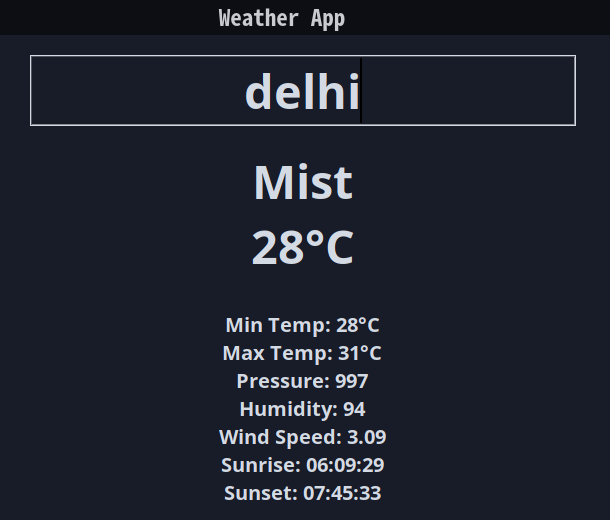 Weather App
delhi
Mist
28°C
Min Temp: 28°C
Max Temp: 31°C
Pressure: 997
Humidity: 94
Wind Speed: 3.09
Sunrise: 06:09:29
Sunset: 07:45:33